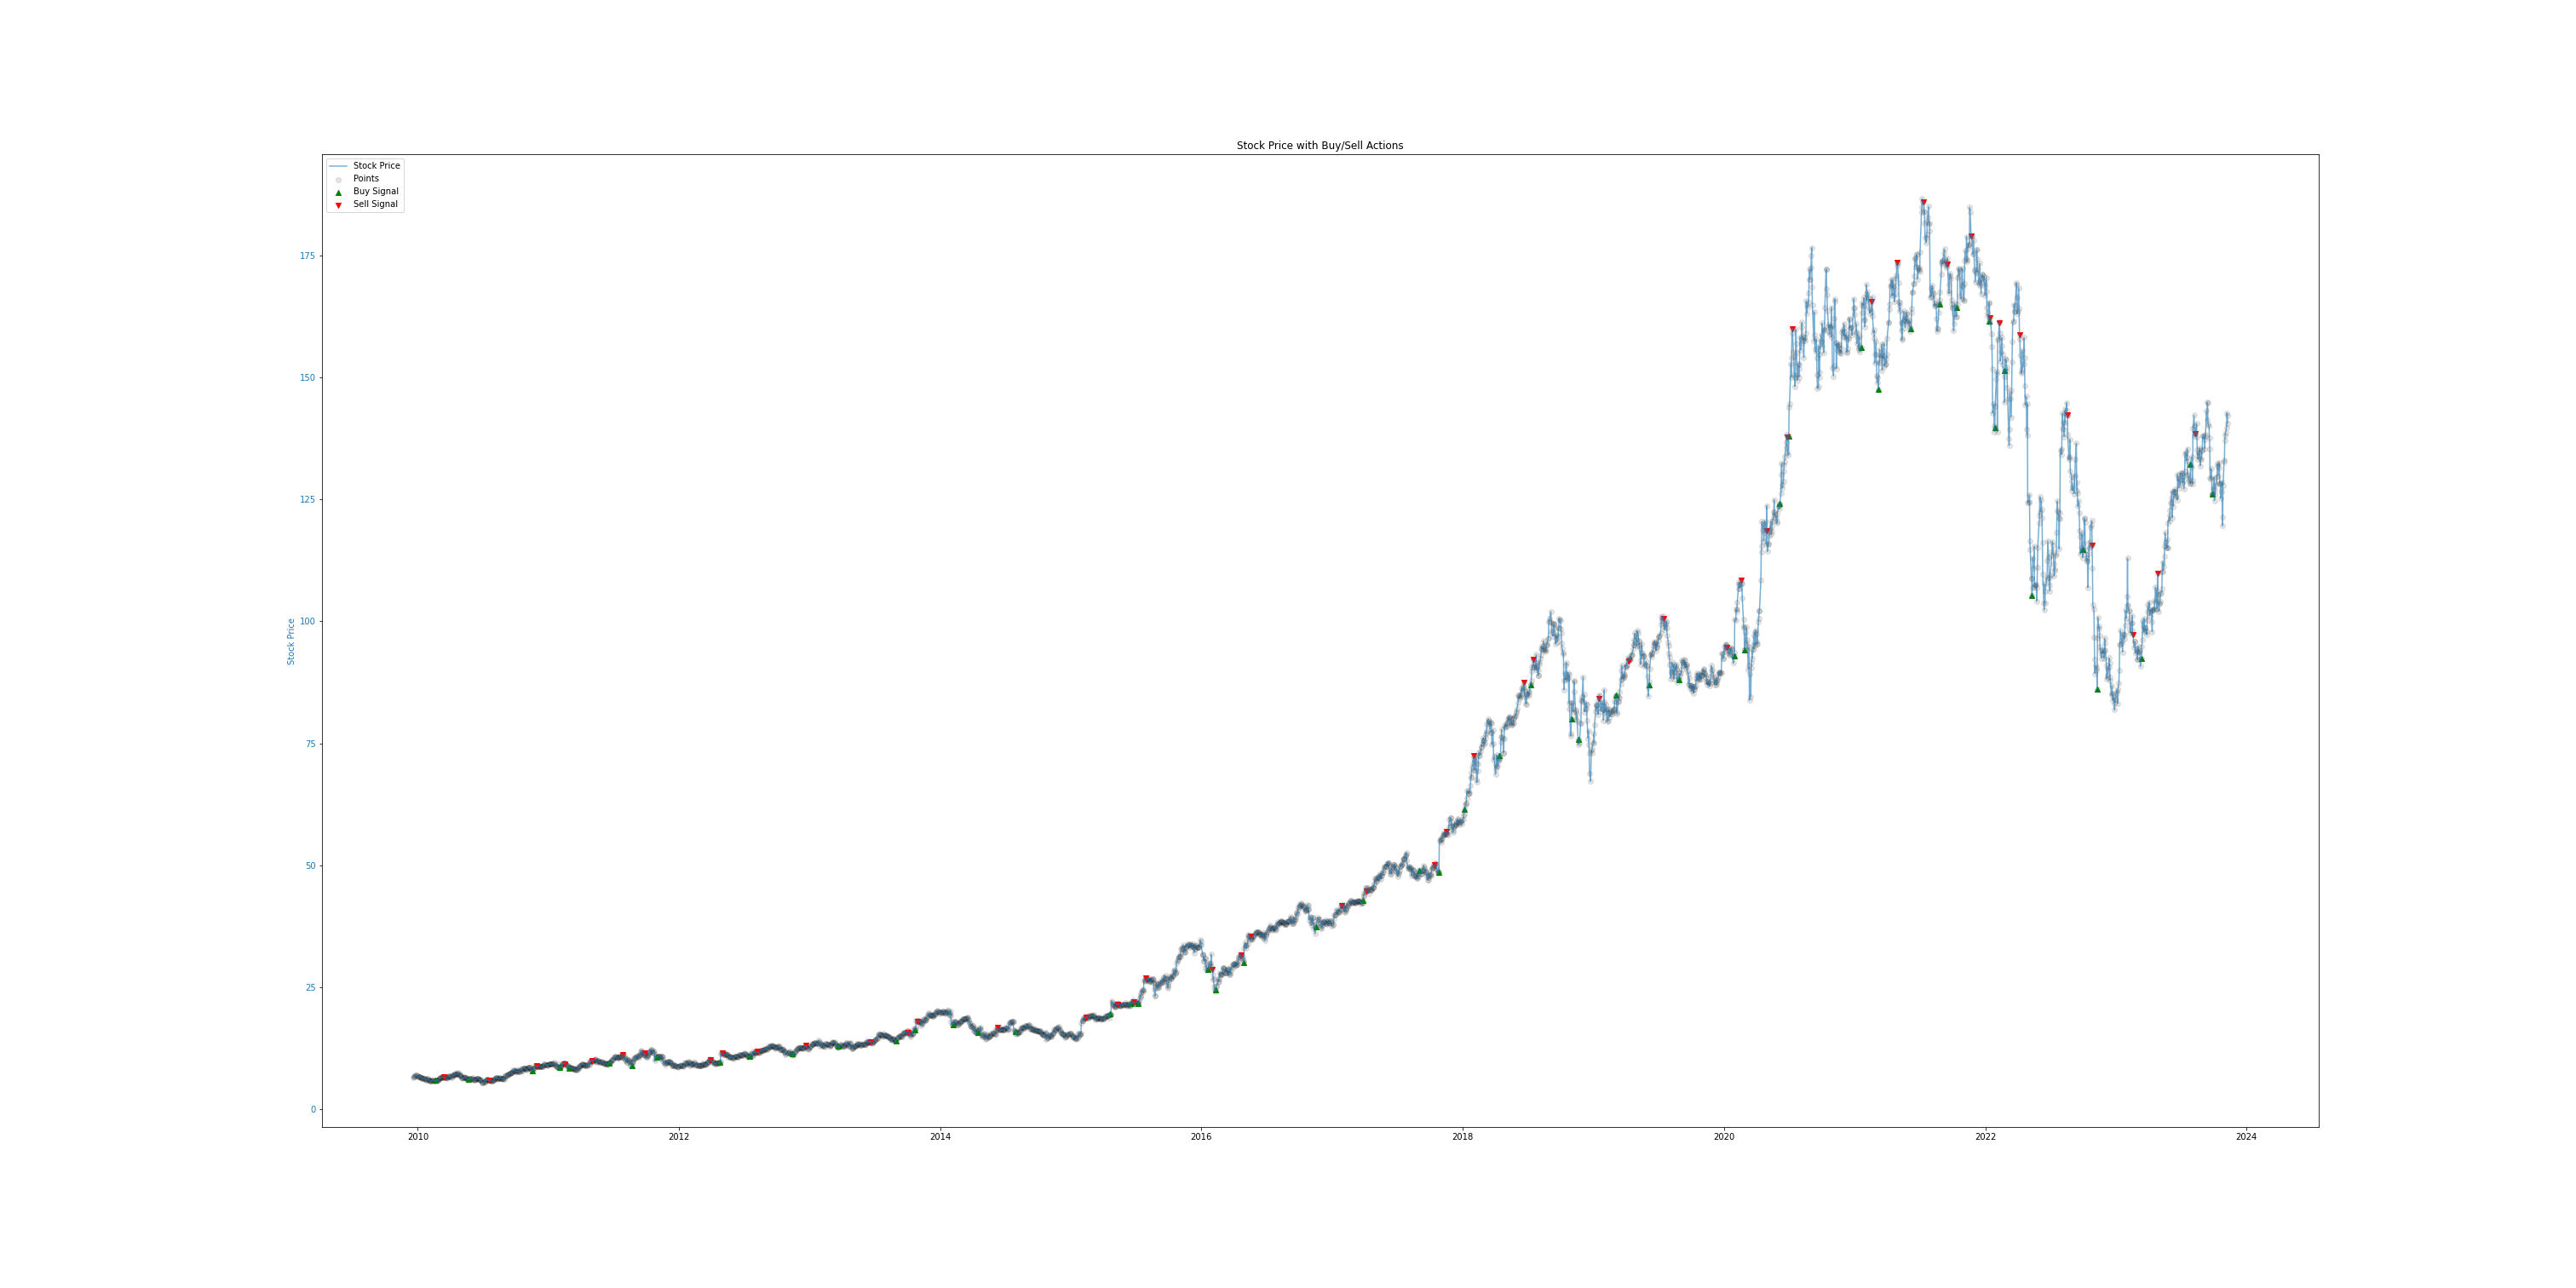 Stock Price with Buy/Sell Actions
Stock Price
Points
Buy Signal
Sell Signal
175
150
125
100
75
50
25
0
Stock Price
2010 2012 2014 2016 2018 2020 2022 2024